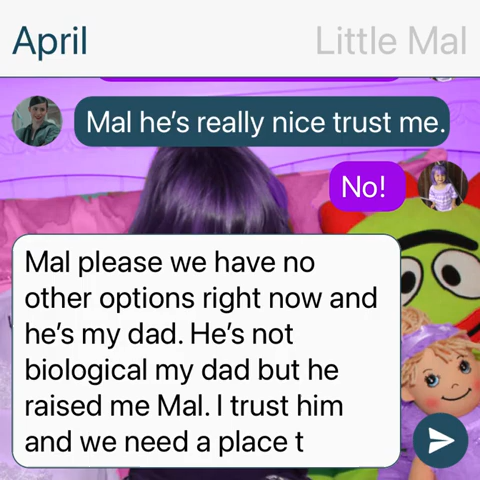 April
Little Mal
Mal he's really nice trust me.
No!
Mal please we have no
other options right now and
he's my dad. He's not
biological my dad but he
raised me Mal. I trust him
and we need a place t